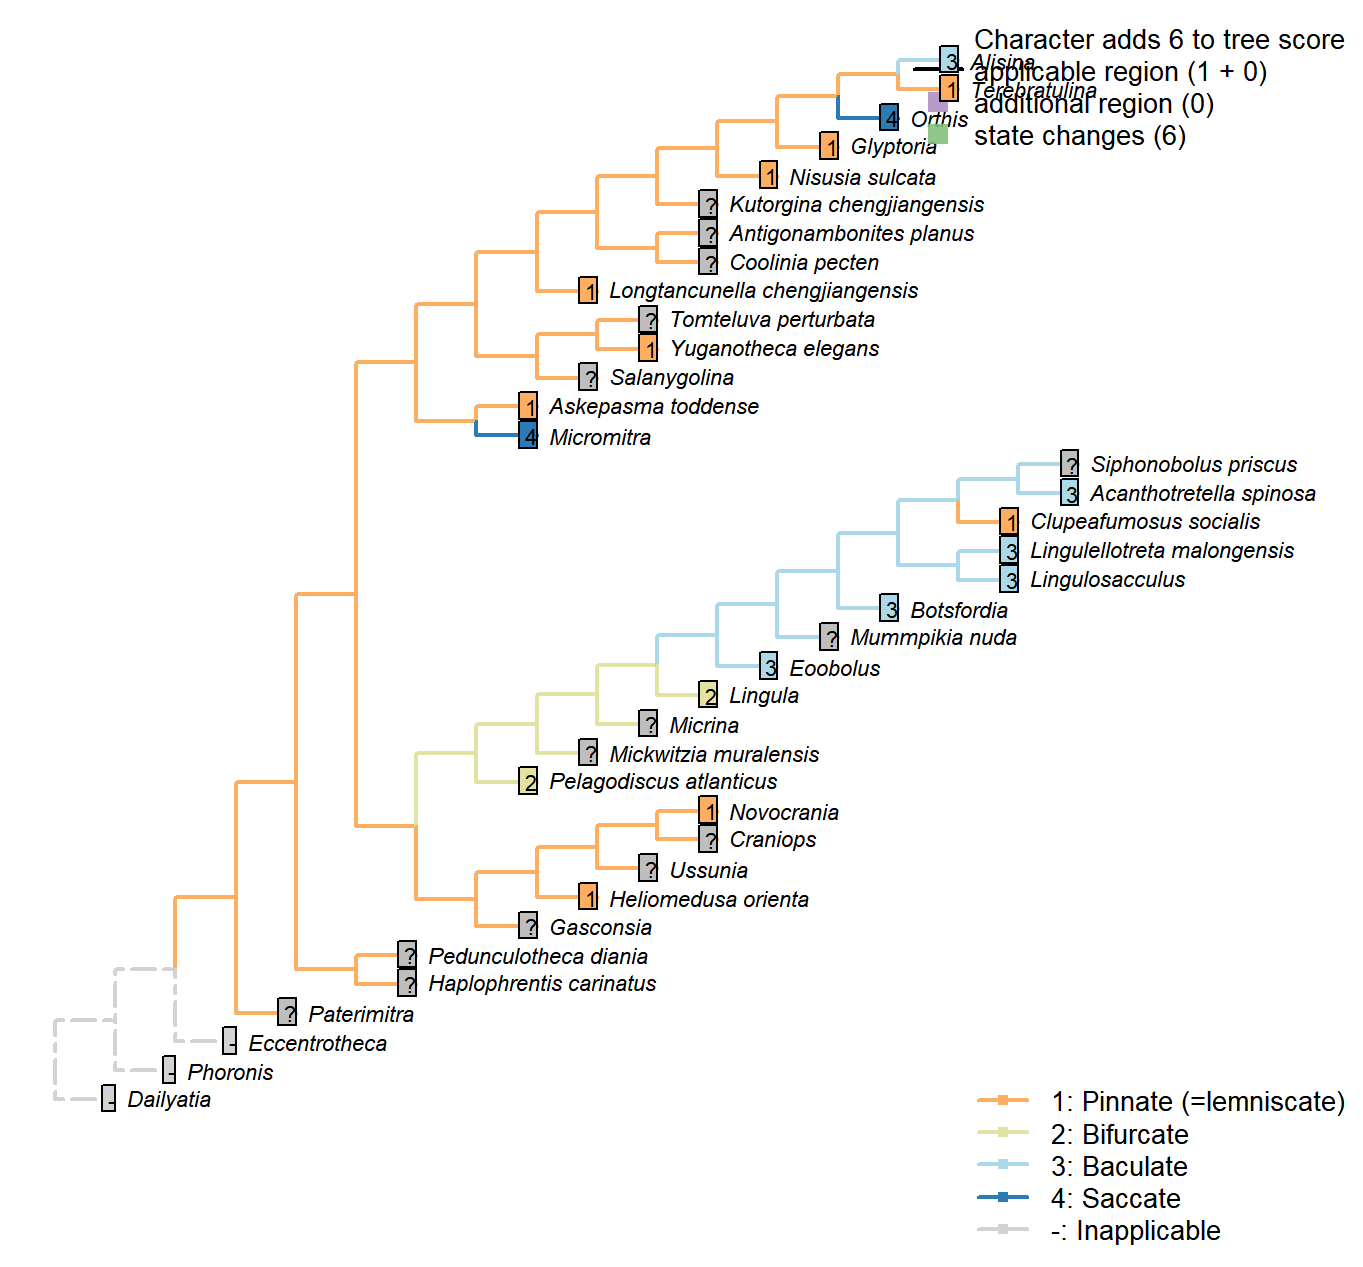 Character adds 6 to tree score
3 Alisina
applicable region (1 + 0)
1 Terebratulina
additional region (0)
4 Orthis
state changes (6)
1 Glyptoria
1 Nisusia sulcata
? Kutorgina chengjiangensis
? Antigonambonites planus
? Coolinia pecten
1 Longtancunella chengjiangensis
? Tomteluva perturbata
1 Yuganotheca elegans
? Salanygolina
1 Askepasma toddense
4 Micromitra
? Siphonobolus priscus
3 Acanthotretella spinosa
1 Clupeafumosus socialis
3 Lingulellotreta malongensis
3 Lingulosacculus
3 Botsfordia
? Mummpikia nuda
3 Eoobolus
2 Lingula
? Micrina
? Mickwitzia muralensis
2 Pelagodiscus atlanticus
1 Novocrania
? Craniops
? Ussunia
1 Heliomedusa orienta
? Gasconsia
? Pedunculotheca diania
? Haplophrentis carinatus
? Paterimitra
- Eccentrotheca
- Phoronis
- Dailyatia
1: Pinnate (=lemniscate)
2: Bifurcate
3: Baculate
4: Saccate
-: Inapplicable